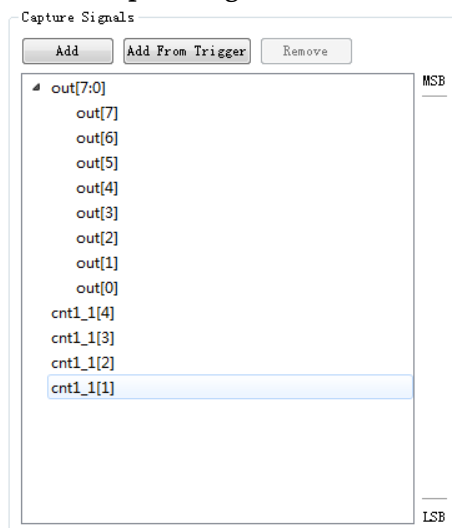 Capture Signals
Add Add From Trigger Remove
MSB
out[7:0]
out[7]
out[6]
out[5]
out[4]
out[3]
out[2]
out[1]
out[0]
cnt1_1[4]
cnt1_1[3]
cnt1_1[2]
cnt1_1[1]
LSB